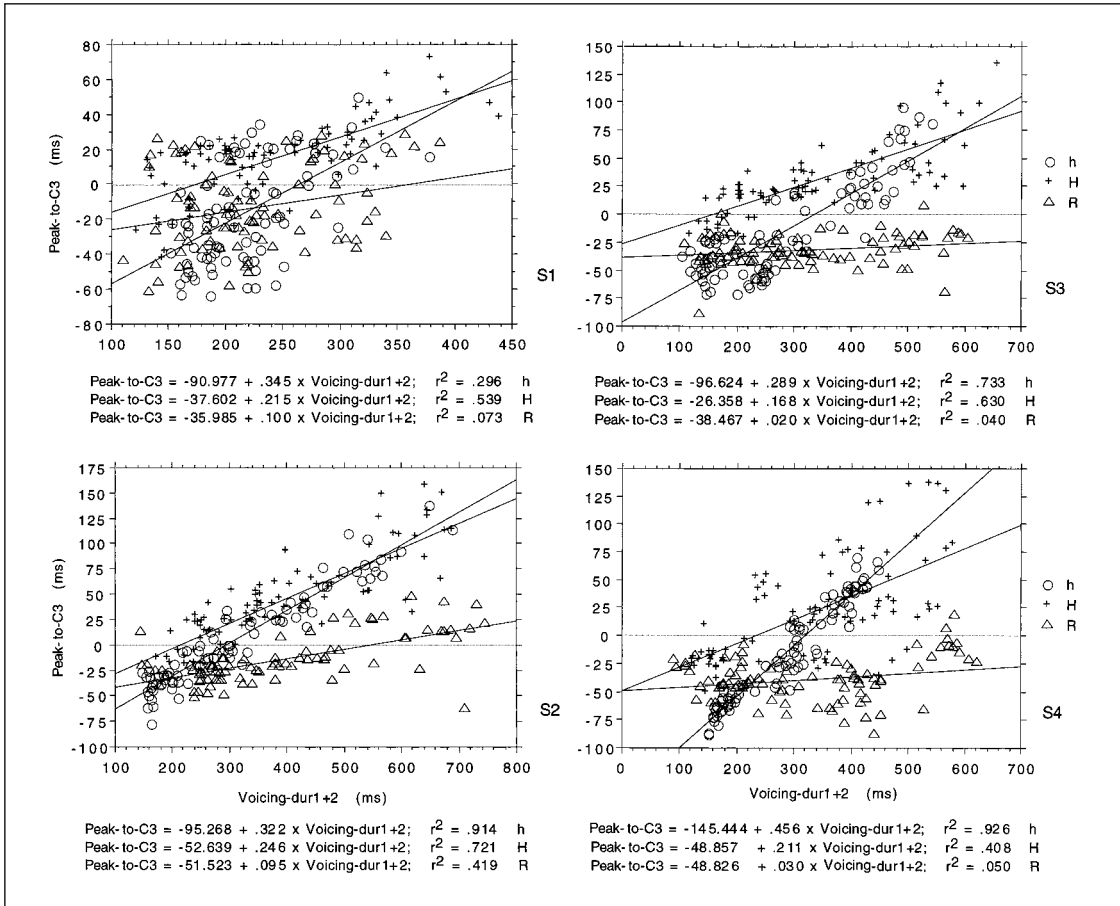 80
60
40
20
0
-20
-40
-60
-80
Peak-to-C3 (ms)
100 150 200 250 300 350 400 450
S1
Peak-to-C3 = -90.977 + .345 x Voicing-dur1+2; r2 = .296 h
Peak-to-C3 = -37.602 + .215 x Voicing-dur1+2; r2 = .539 H
Peak-to-C3 = -35.985 + .100 x Voicing-dur1+2; r2 = .073 R
150
125
100
75
50
25
0
-25
-50
-75
-100
0 100 200 300 400 500 600 700
h
H
R
S3
Peak-to-C3 = -96.624 + .289 x Voicing-dur1+2; r2 = .733 h
Peak-to-C3 = -26.358 + .168 x Voicing-dur1+2; r2 = .630 H
Peak-to-C3 = -38.467 + .020 x Voicing-dur1+2; r2 = .040 R
175
150
125
100
75
50
25
0
-25
-50
-75
-100
Peak-to-C3 (ms)
100 200 300 400 500 600 700 800
Voicing-dur1+2 (ms)
S2
Peak-to-C3 = -95.268 + .322 x Voicing-dur1+2; r2 = .914 h
Peak-to-C3 = -52.639 + .246 x Voicing-dur1+2; r2 = .721 H
Peak-to-C3 = -51.523 + .095 x Voicing-dur1+2; r2 = .419 R
150
125
100
75
50
25
0
-25
-50
-75
-100
0 100 200 300 400 500 600 700
Voicing-dur1+2 (ms)
h
H
R
S4
Peak-to-C3 = -145.444 + .456 x Voicing-dur1+2; r2 = .926 h
Peak-to-C3 = -48.857 + .211 x Voicing-dur1+2; r2 = .408 H
Peak-to-C3 = -48.826 + .030 x Voicing-dur1+2; r2 = .050 R